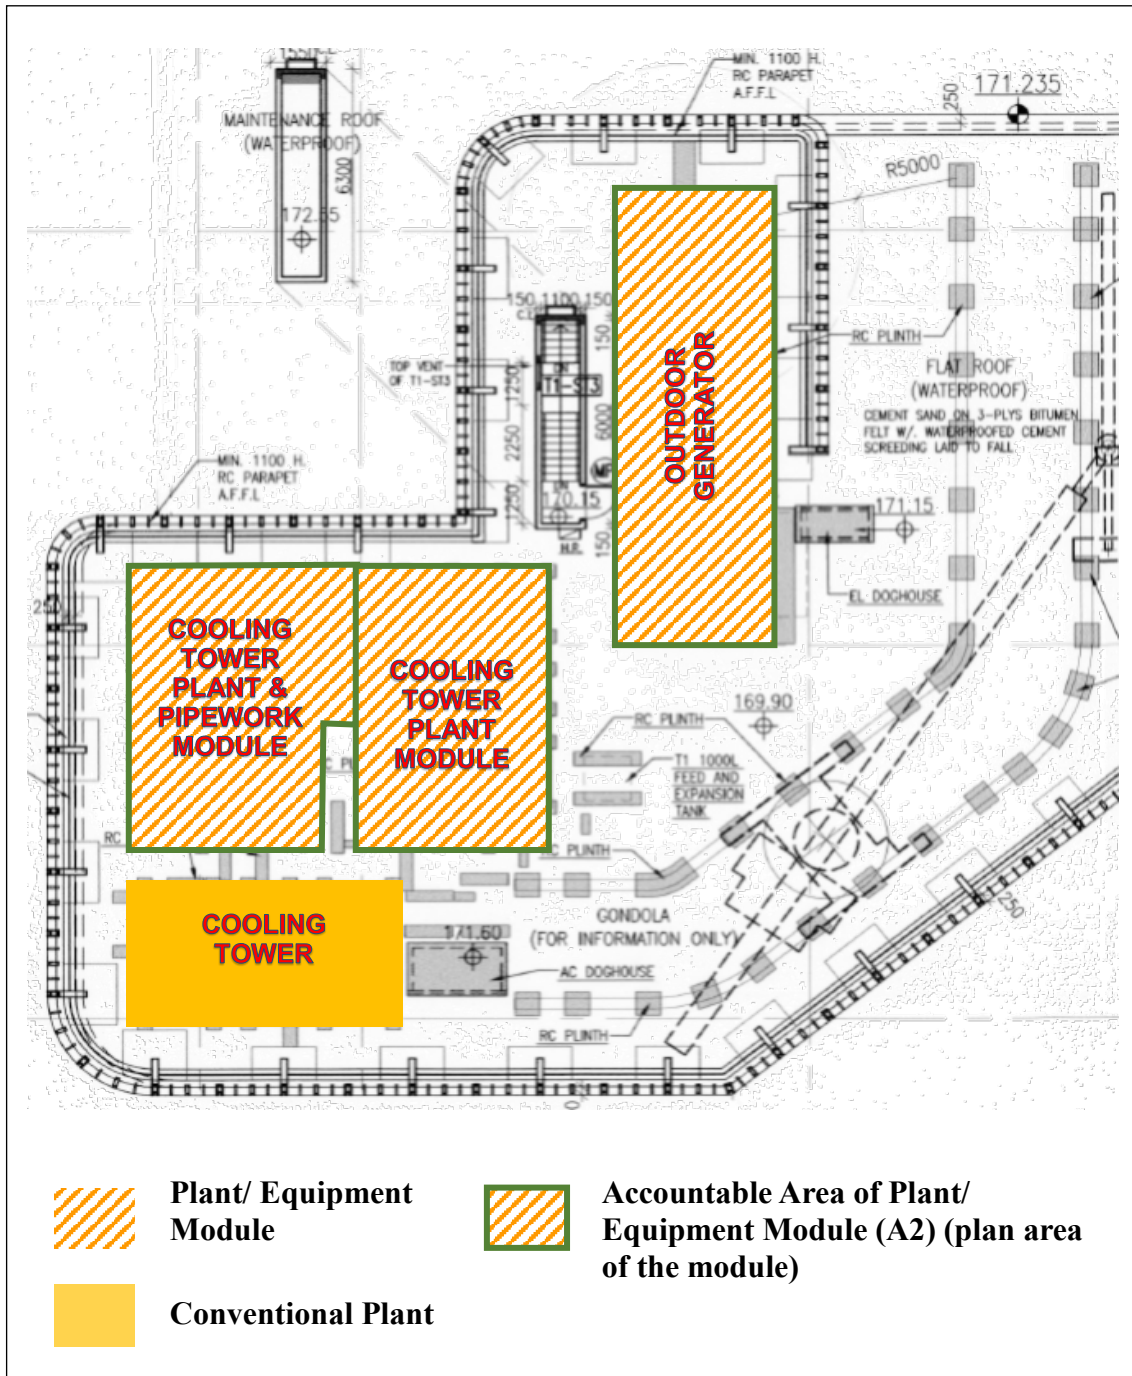 1550
C.L.
MIN. 1100 H.
RC PARAPET
A.F.F.L
171.235
250
MAINTENANCE ROOF
(WATERPROOF)
6300
R5000
172.55
150 1100 150
C.L.
150
RC PLINTH
TOP VENT
OF T1-ST3
DN
T1-ST3
1250
FLAT ROOF
(WATERPROOF)
CEMENT SAND ON 3-PLYS BITUMEN
FELT W/. WATERPROOFED CEMENT
SCREEDING LAID TO FALL
OUTDOOR
GENERATOR
6000
2250
MIN. 1100 H.
RC PARAPET
A.F.F.L
DN
170.15
1250
171.15
150
H.R.
EL DOGHOUSE
250
COOLING
TOWER
PLANT &
PIPEWORK
MODULE
COOLING
TOWER
PLANT
MODULE
169.90
RC PLINTH
T1 1000L
FEED AND
EXPANSION
TANK
RC
RC PLINTH
COOLING
TOWER
GONDOLA
(FOR INFORMATION ONLY)
250
171.60
AC DOGHOUSE
RC PLINTH
Plant/ Equipment
Module
Accountable Area of Plant/
Equipment Module (A2) (plan area
of the module)
Conventional Plant